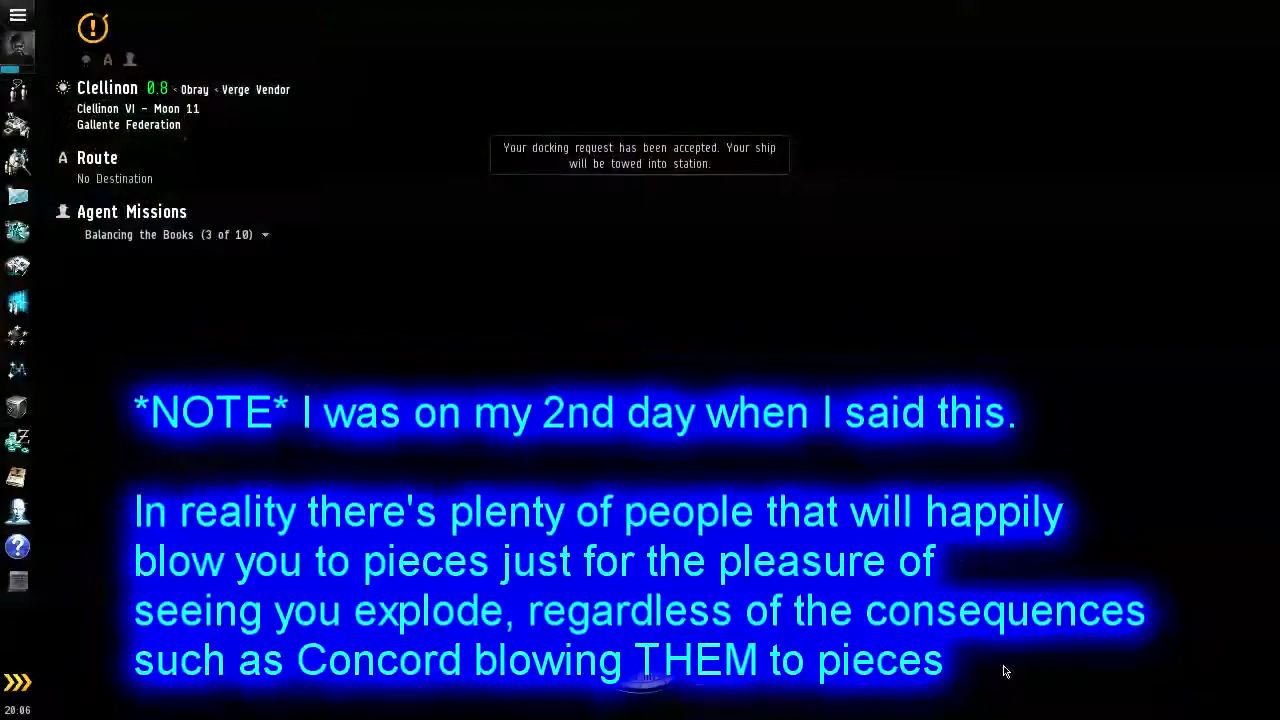 Clellinon 0.8 < Obray < Verge Vendor
Clellinon VI - Moon 11
Gallente Federation
A Route
No Destination
Agent Missions
Balancing the Books (3 of 10)
Your docking request has been accepted. Your ship
will be towed into station.
*NOTE* I was on my 2nd day when I said this.
In reality there's plenty of people that will happily
blow you to pieces just for the pleasure of
seeing you explode, regardless of the consequences
such as Concord blowing THEM to pieces
20:06